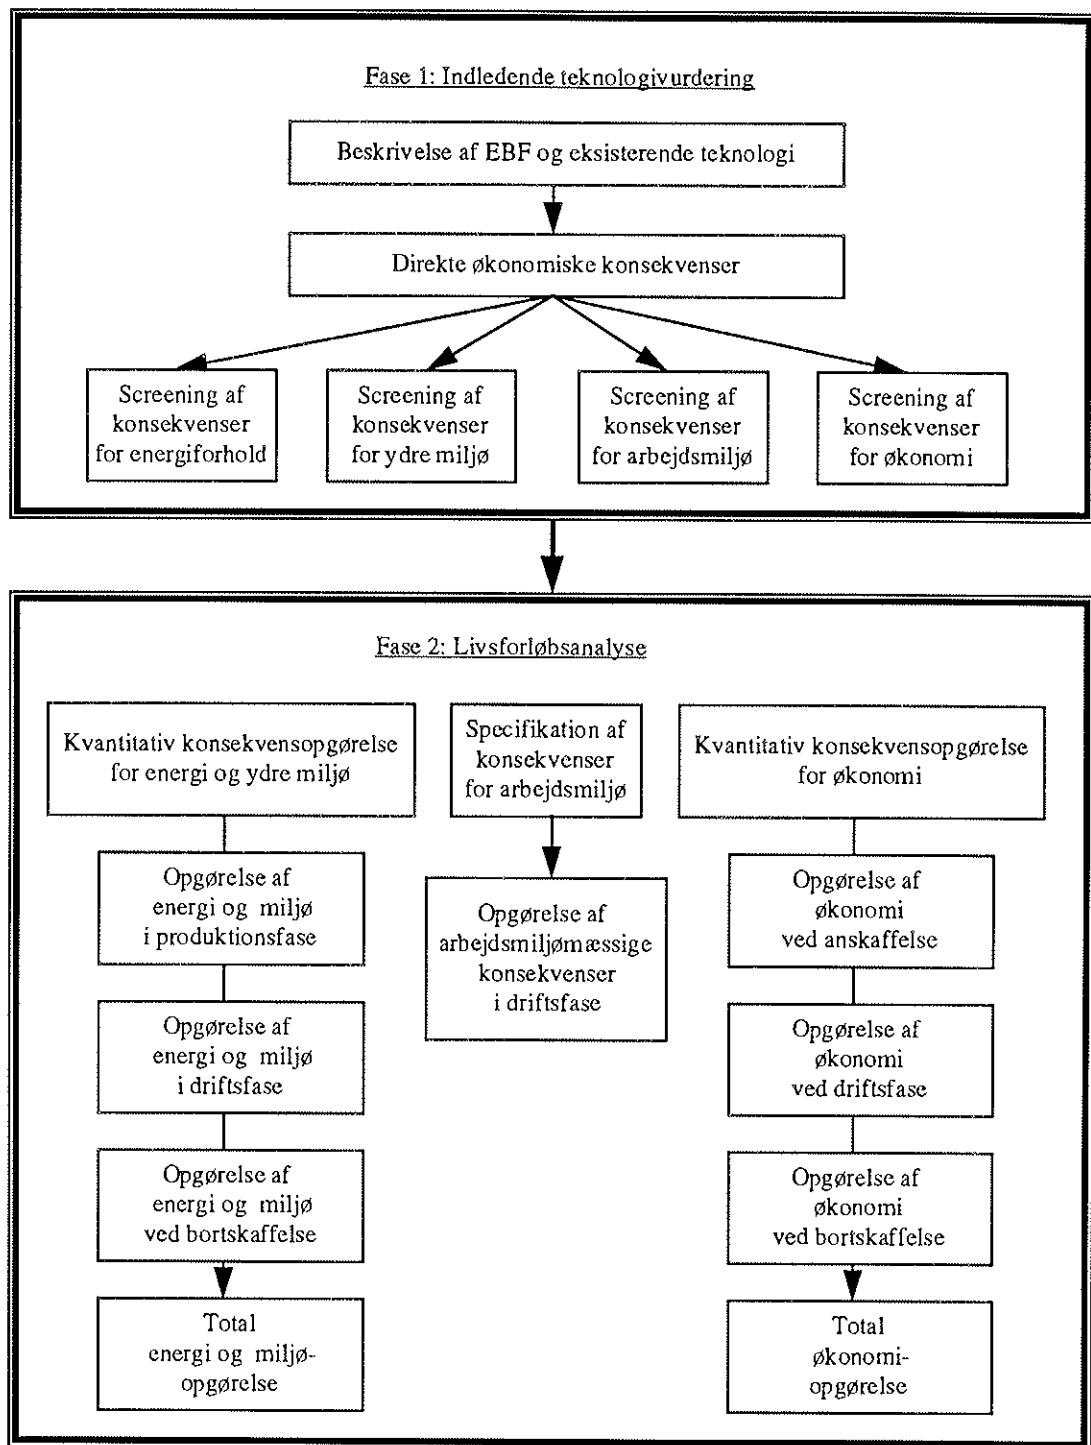 Fase 1: Indledende teknologivurdering
Beskrivelse af EBF og eksisterende teknologi
Direkte økonomiske konsekvenser
Screening af
konsekvenser
for energiforhold
Screening af
konsekvenser
for ydre miljø
Screening af
konsekvenser
for arbejdsmiljø
Screening af
konsekvenser
for økonomi
Fase 2: Livsforløbsanalyse
Kvantitativ konsekvensopgørelse
for energi og ydre miljø
Opgørelse af
energi og miljø
i produktionsfase
Opgørelse af
energi og miljø
i driftsfase
Opgørelse af
energi og miljø
ved bortskaffelse
Total
energi og miljø-
opgørelse
Specifikation af
konsekvenser
for arbejdsmiljø
Opgørelse af
arbejdsmiljømæssige
konsekvenser
i driftsfase
Kvantitativ konsekvensopgørelse
for økonomi
Opgørelse af
økonomi
ved anskaffelse
Opgørelse af
økonomi
ved driftsfase
Opgørelse af
økonomi
ved bortskaffelse
Total
økonomi-
opgørelse